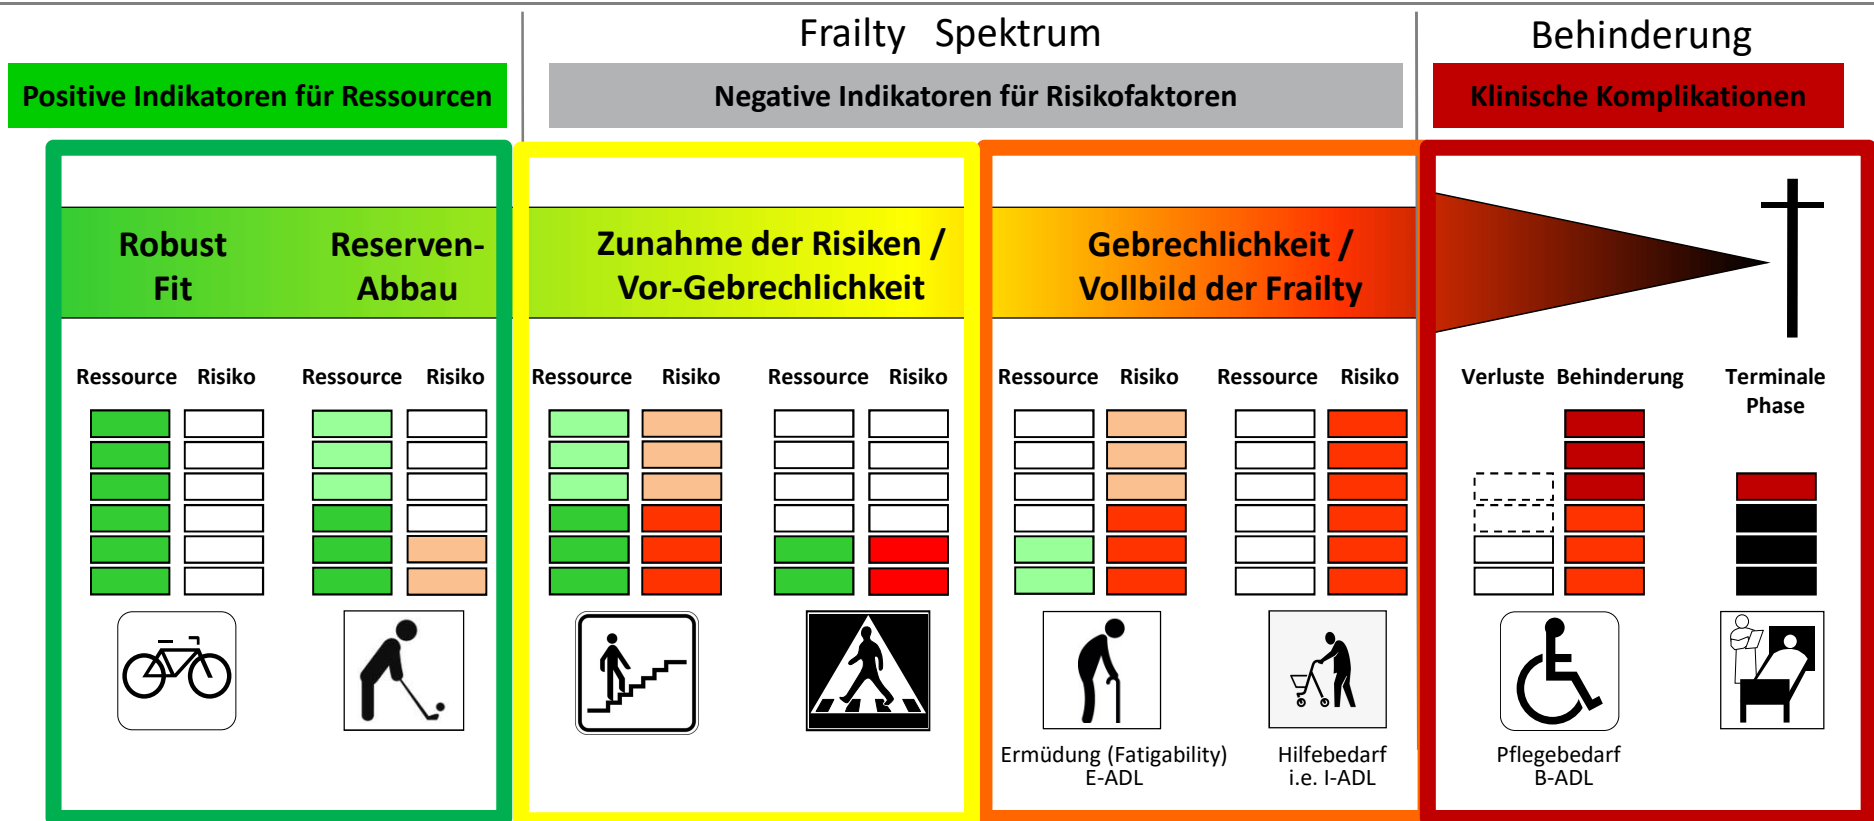 Frailty Spektrum
Behinderung
Positive Indikatoren für Ressourcen
Negative Indikatoren für Risikofaktoren
Klinische Komplikationen
Robust
Fit
Reserven-
Abbau
Zunahme der Risiken /
Vor-Gebrechlichkeit
Gebrechlichkeit /
Vollbild der Frailty
Ressource Risiko
Ressource Risiko
Ressource Risiko
Ressource Risiko
Ressource Risiko
Ressource Risiko
Verluste Behinderung
Terminale
Phase
Ermüdung (Fatigability)
E-ADL
Hilfebedarf
i.e. I-ADL
Pflegebedarf
B-ADL